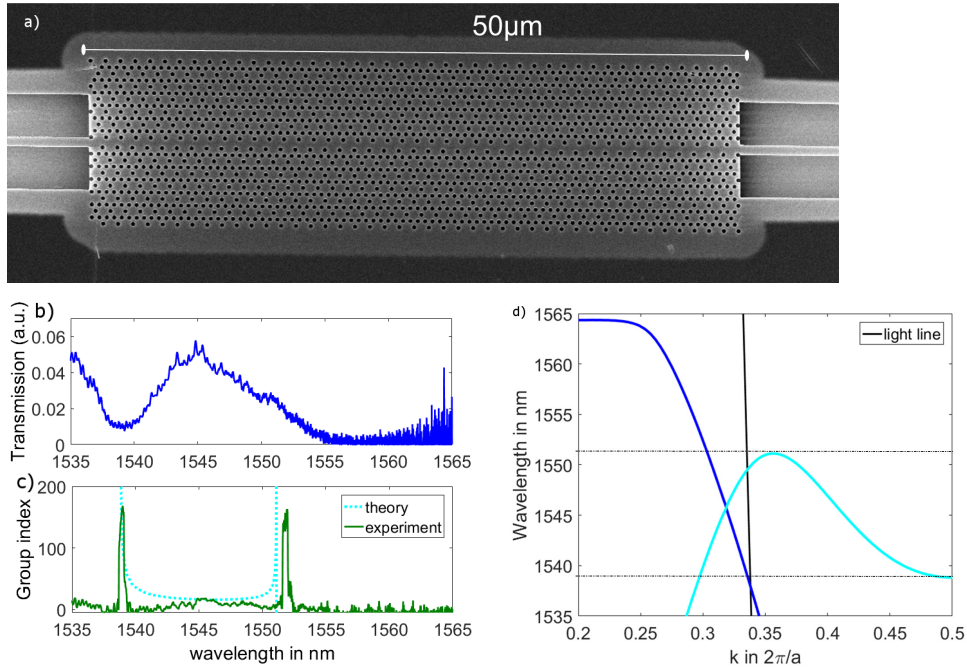 a)
50µm
b)
Transmission (a.u.)
0.06
0.04
0.02
0
1535 1540 1545 1550 1555 1560 1565
c)
Group index
200
100
0
theory
experiment
1535 1540 1545 1550 1555 1560 1565
wavelength in nm
d)
Wavelength in nm
1565
1560
1555
1550
1545
1540
1535
light line
0.2 0.3 0.35 0.4 0.45 0.5
k in 2π/a